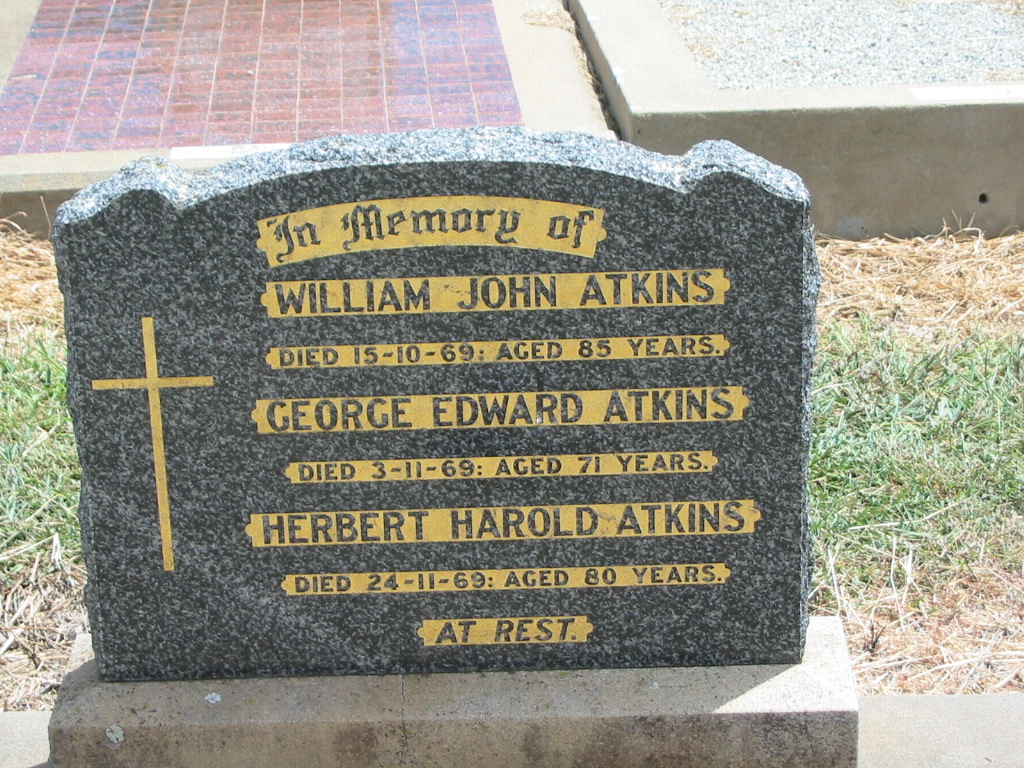 In Memory of
WILLIAM JOHN ATKINS
DIED 15-10-69: AGED 85 YEARS.
GEORGE EDWARD ATKINS
DIED 3-11-69: AGED 71 YEARS.
HERBERT HAROLD ATKINS
DIED 24-11-69: AGED 80 YEARS.
AT REST.